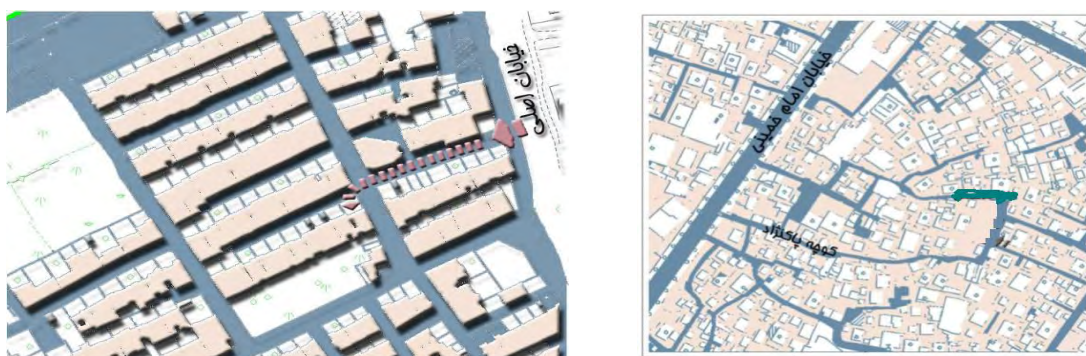 خیابان اصلی
خیابان امام خمینی
کوچه پاکنژاد